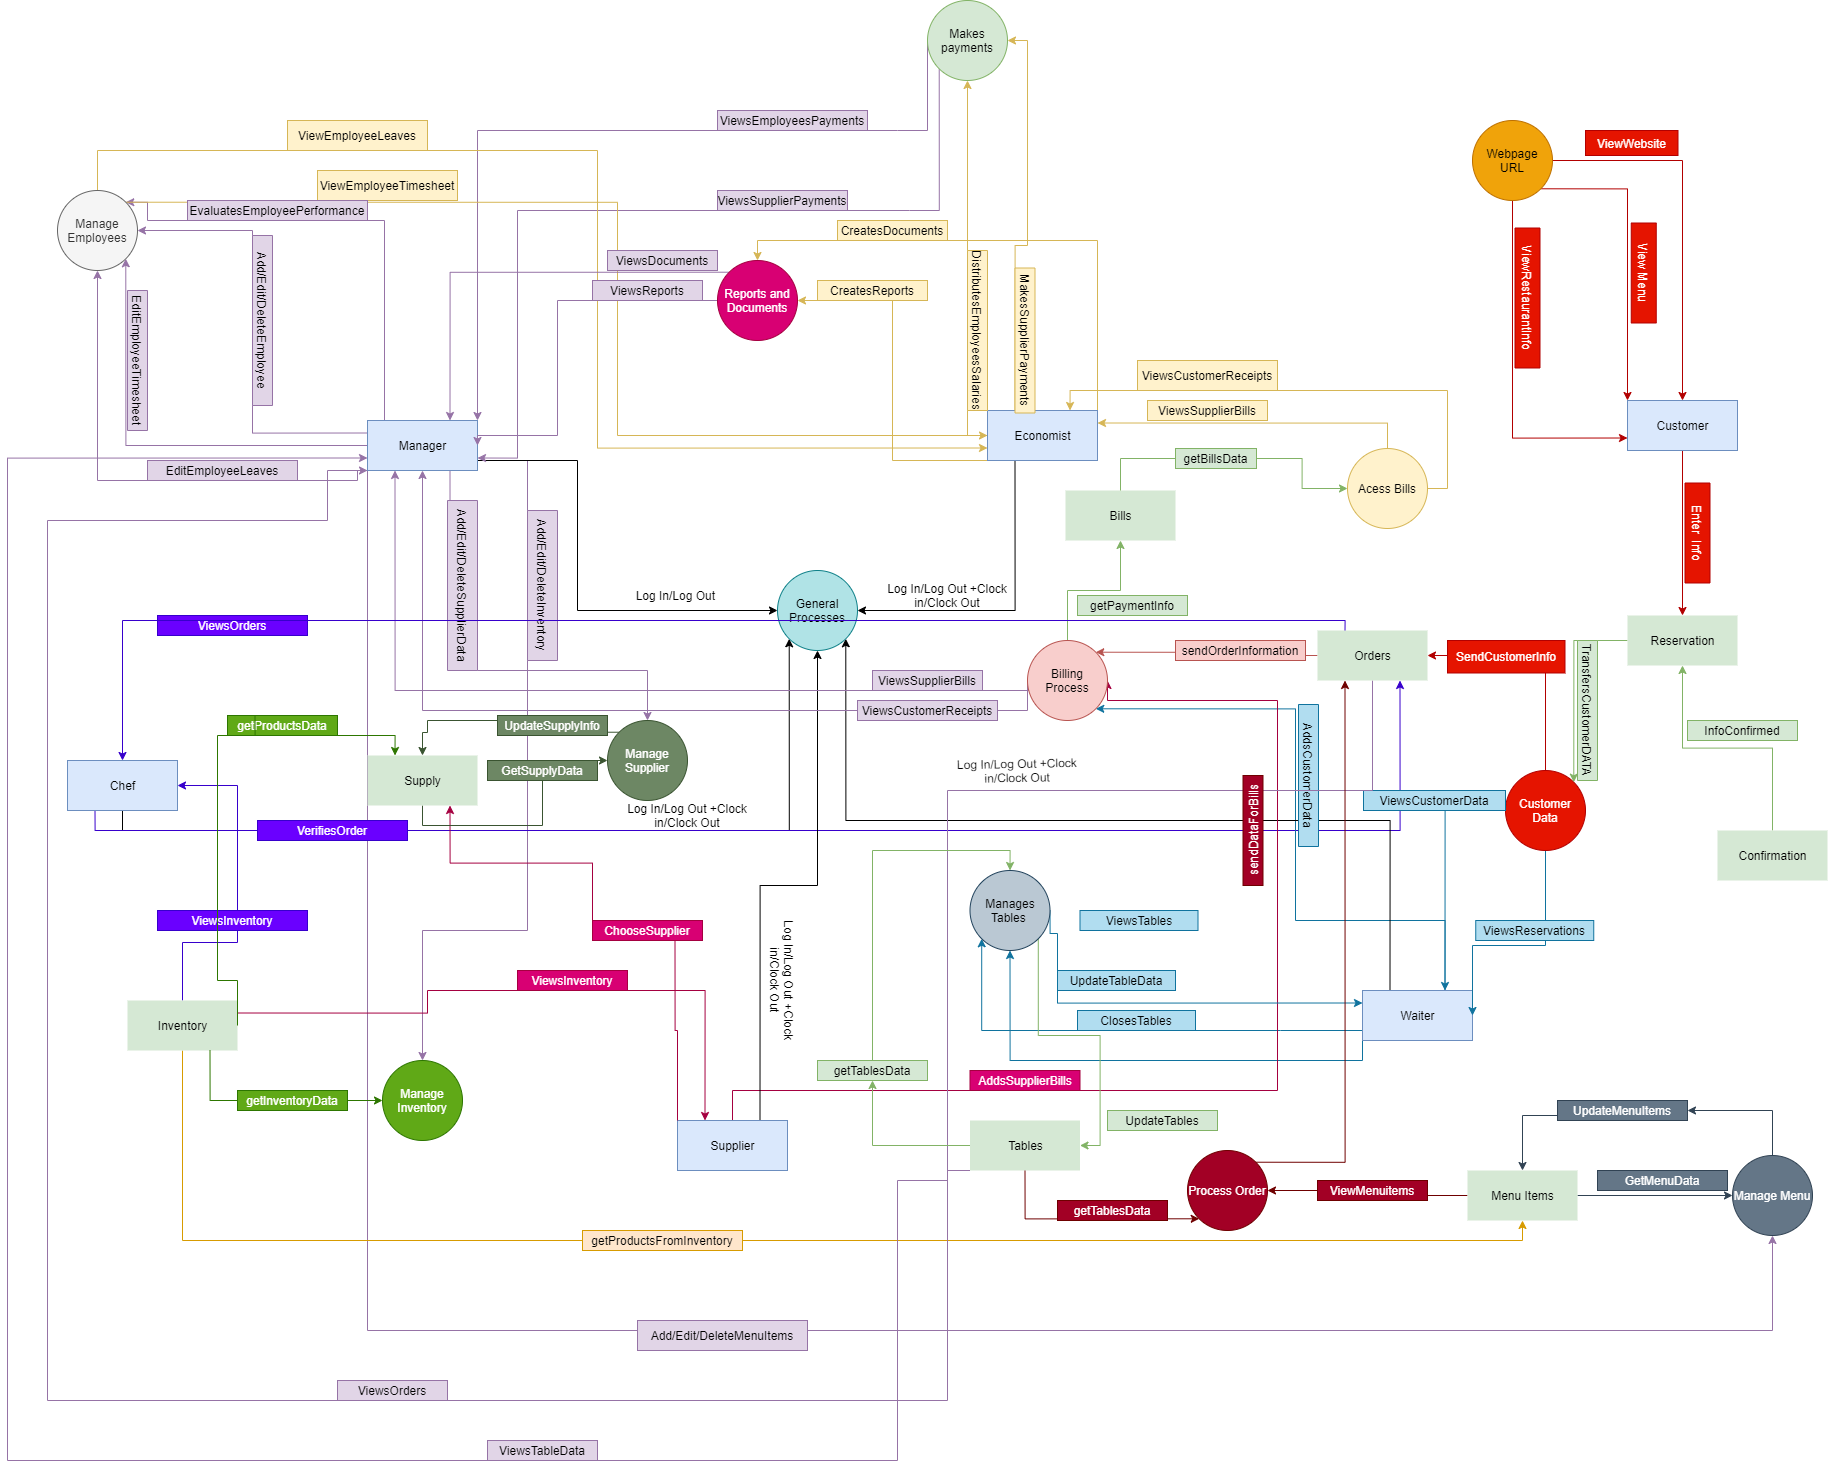 Makes
payments
ViewsEmployeesPayments
ViewEmployeeLeaves
ViewWebsite
Webpage
URL
ViewEmployeeTimesheet
ViewsSupplierPayments
EvaluatesEmployeePerformance
Manage
Employees
CreatesDocuments
Add/Edit/DeleteEmployee
ViewsDocuments
DistributesEmployeesSalaries
MakesSupplierPayments
ViewRestaurantInfo
View Menu
EditEmployeeTimesheet
ViewsReports
Reports and
Documents
CreatesReports
ViewsCustomerReceipts
ViewsSupplierBills
Manager
Economist
Customer
EditEmployeeLeaves
getBillsData
Acess Bills
Bills
Enter Info
Add/Edit/DeleteSupplierData
Add/Edit/DeleteInventory
Log In/Log Out
General
Processes
Log In/Log Out +Clock
in/Clock Out
getPaymentInfo
ViewsOrders
sendOrderInformation
Orders
SendCustomerInfo
Reservation
TransfersCustomerDATA
Billing
Process
ViewsSupplierBills
ViewsCustomerReceipts
getProductsData
UpdateSupplyInfo
Manage
Supplier
GetSupplyData
Supply
AddsCustomerData
InfoConfirmed
Log In/Log Out +Clock
in/Clock Out
Chef
sendDataForBills
ViewsCustomerData
Customer
Data
Log In/Log Out +Clock
in/Clock Out
VerifiesOrder
Confirmation
Manages
Tables
ViewsTables
ViewsInventory
ChooseSupplier
Log In/Log Out +Clock
in/Clock Out
ViewsReservations
ViewsInventory
UpdateTableData
Inventory
ClosesTables
Waiter
getTablesData
AddsSupplierBills
getInventoryData
Manage
Inventory
UpdateTables
UpdateMenuItems
Supplier
Tables
Process Order
ViewMenuitems
Menu Items
GetMenuData
Manage Menu
getTablesData
getProductsFromInventory
Add/Edit/DeleteMenuItems
ViewsOrders
ViewsTableData